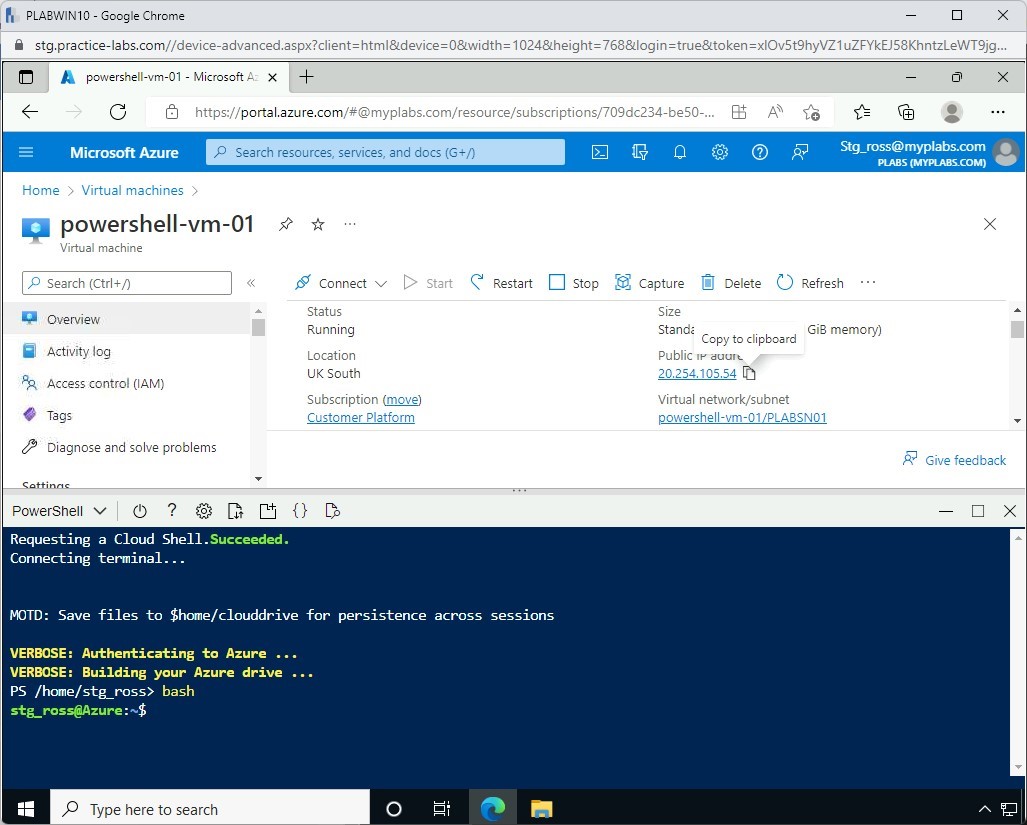 PLABWIN10 - Google Chrome
stg.practice-labs.com//device-advanced.aspx?client=html&device=0&width=1024&height=768&login=true&token=xlOv5t9hyVZ1uZFYkEJ58KhntzLeWT9jg...
powershell-vm-01 - Microsoft Az
https://portal.azure.com/#@myplabs.com/resource/subscriptions/709dc234-be50-...
Microsoft Azure
Search resources, services, and docs (G+/)
Stg_ross@myplabs.com
PLABS (MYPLABS.COM)
Home > Virtual machines >
powershell-vm-01
Virtual machine
Search (Ctrl+/)
«
Connect
Start
Restart
Stop
Capture
Delete
Refresh
Overview
Activity log
Access control (IAM)
Tags
Diagnose and solve problems
Settings
Status
Running
Location
UK South
Subscription (move)
Customer Platform
Size
Standa GiB memory)
Copy to clipboard
Public IP addre
20.254.105.54
Virtual network/subnet
powershell-vm-01/PLABSN01
Give feedback
PowerShell
? { }
Requesting a Cloud Shell.Succeeded.
Connecting terminal...
MOTD: Save files to $home/clouddrive for persistence across sessions
VERBOSE: Authenticating to Azure ...
VERBOSE: Building your Azure drive ...
PS /home/stg_ross> bash
stg_ross@Azure:~$
Type here to search